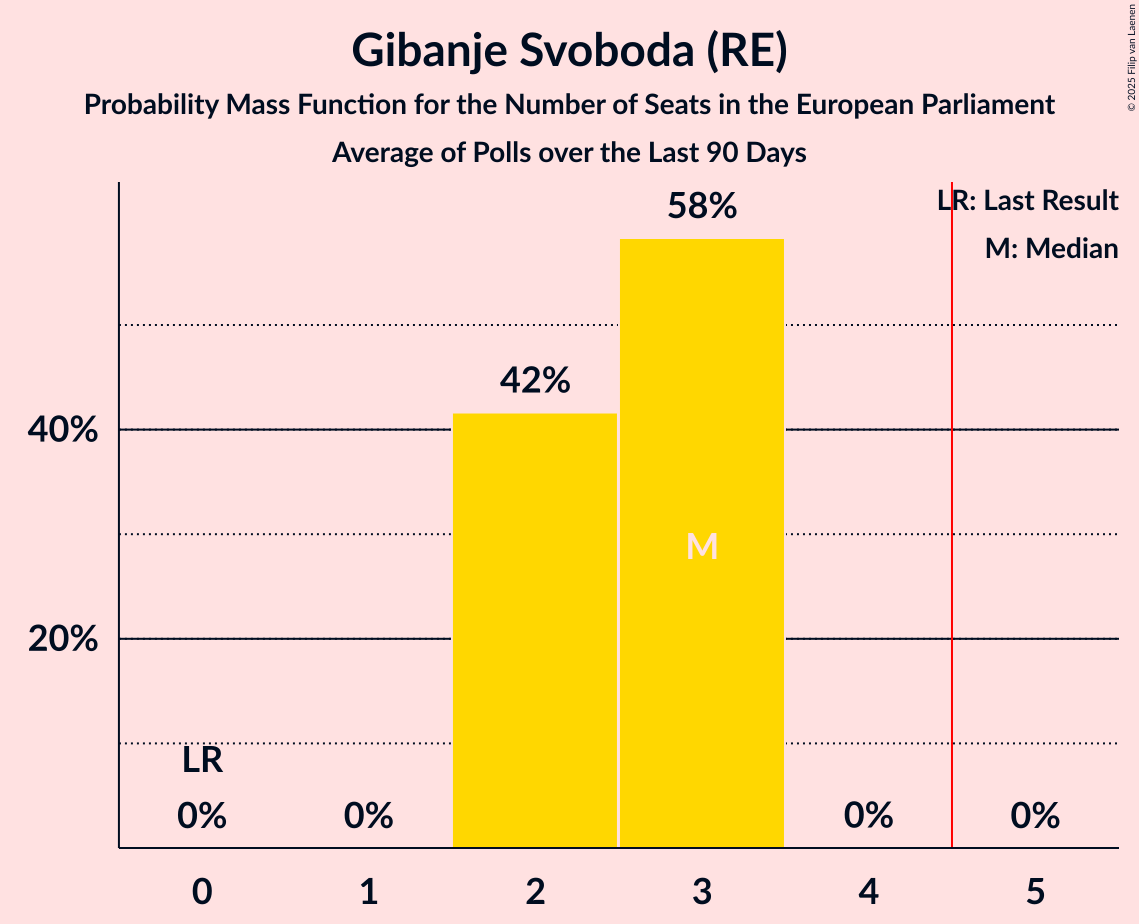 Gibanje Svoboda (RE)
Probability Mass Function for the Number of Seats in the European Parliament
Average of Polls over the Last 90 Days
© 2025 Filip van Laenen
LR: Last Result
M: Median
58%
42%
40%
M
20%
LR
0% 0% 0% 0%
0 1 2 3 4 5